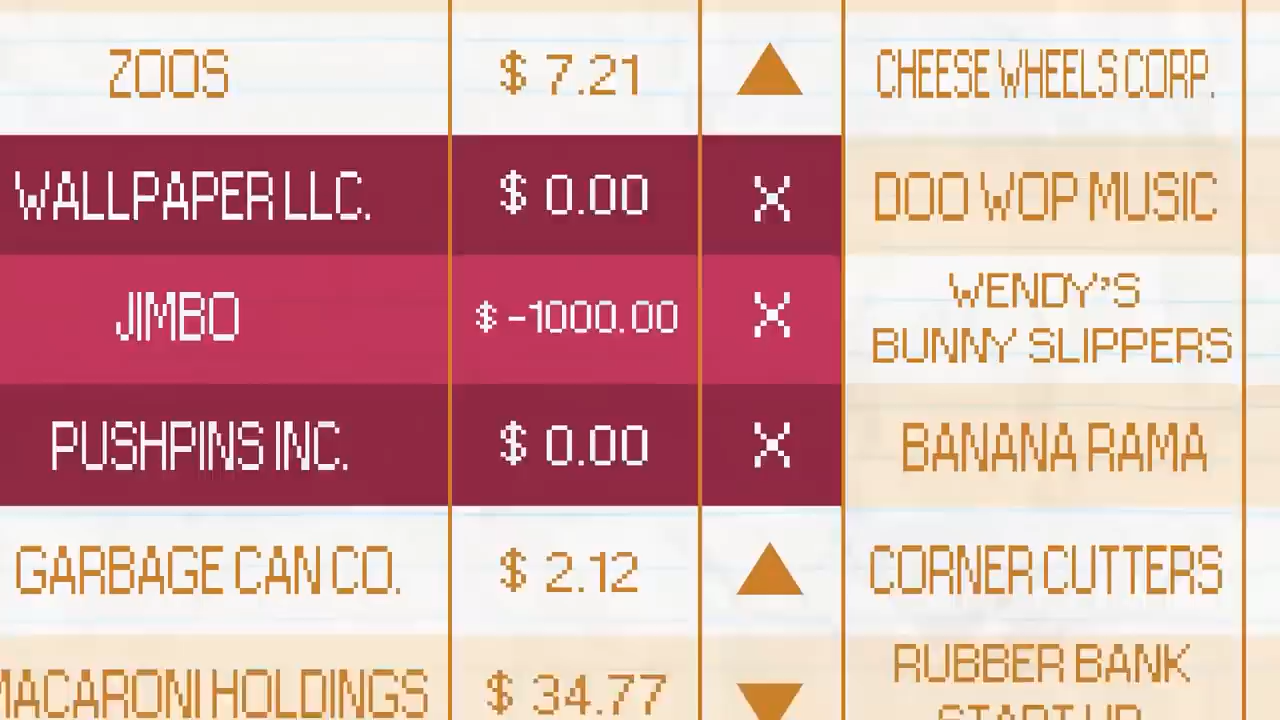 ZOOS $ 7.21 ▲ CHEESE WHEELS CORP.
WALLPAPER LLC. $ 0.00 X DOO WOP MUSIC
JIMBO $ -1000.00 X WENDY'S
BUNNY SLIPPERS
PUSHPINS INC. $ 0.00 X BANANA RAMA
GARBAGE CAN CO. $ 2.12 ▲ CORNER CUTTERS
MACARONI HOLDINGS $ 34.77 ▼ RUBBER BANK
START UP